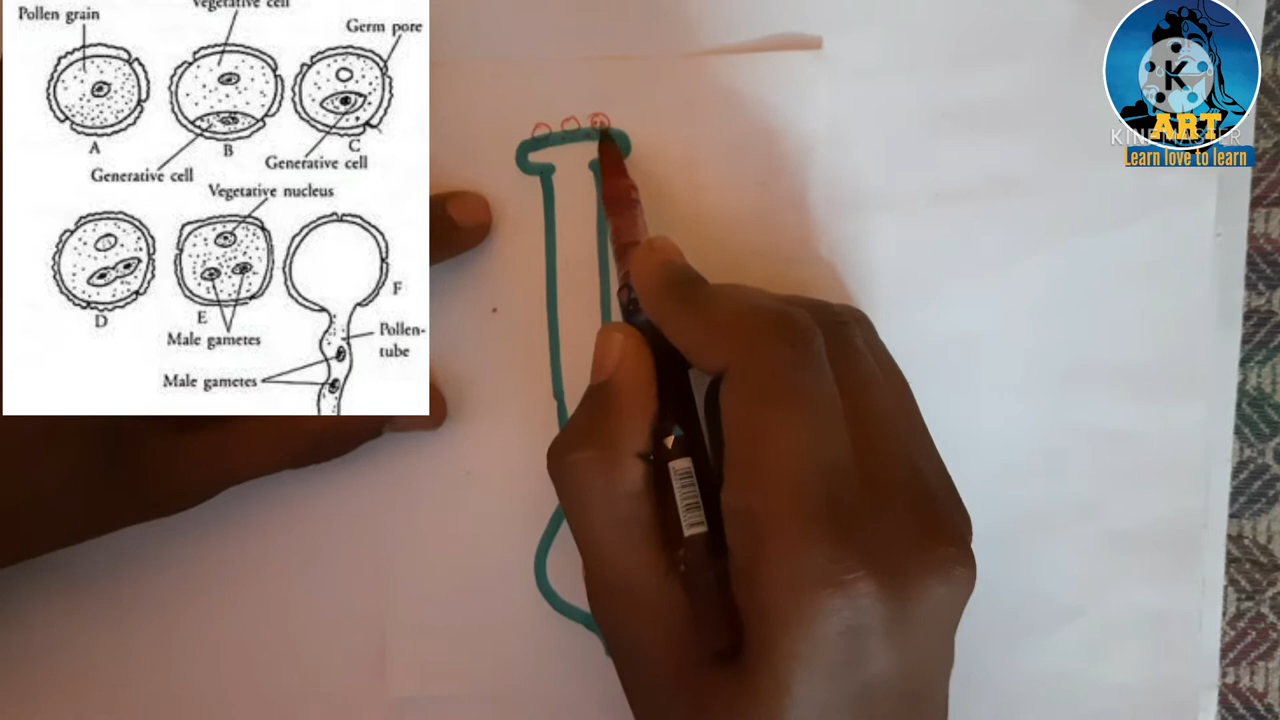 Vegetative cell
Pollen grain
Germ pore
A
B
C
Generative cell
Generative cell
Vegetative nucleus
D
E
F
Male gametes
Pollen-
tube
Male gametes
K
ART
KINEMASTER
Learn love to learn